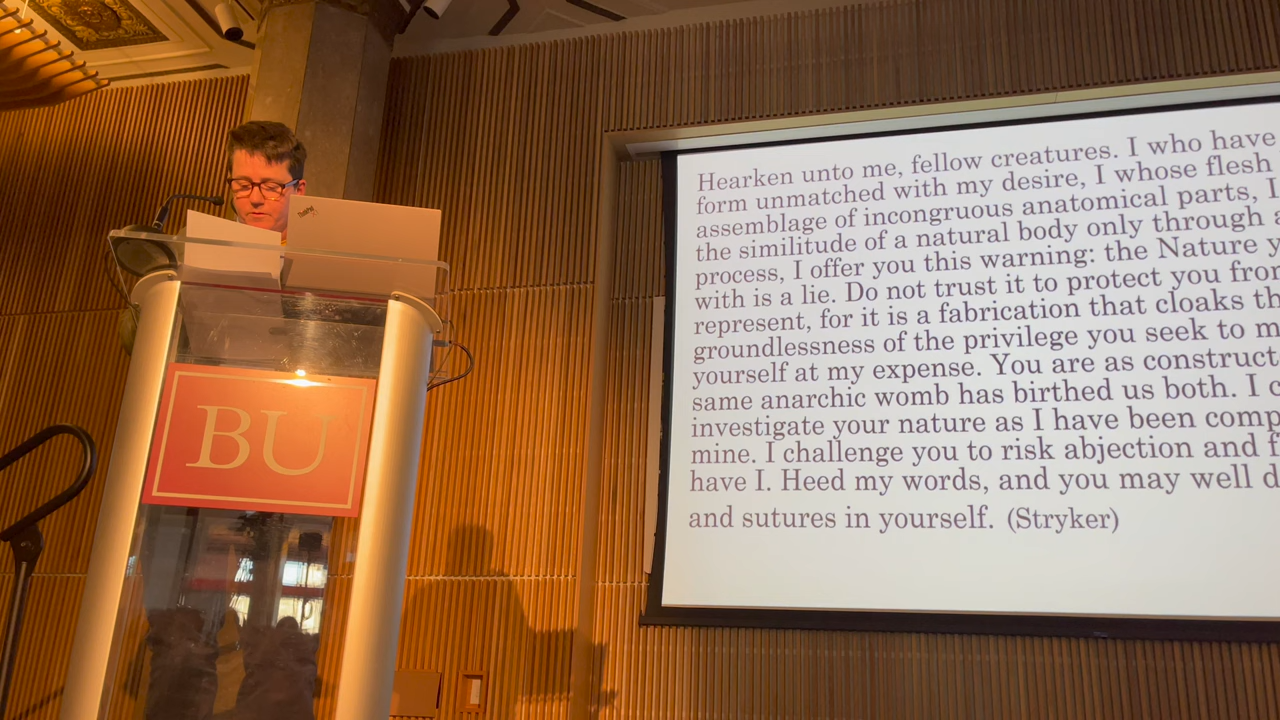 ThinkPad
BU
Hearken unto me, fellow creatures. I who have
form unmatched with my desire, I whose flesh
assemblage of incongruous anatomical parts, I
the similitude of a natural body only through a
process, I offer you this warning: the Nature y
with is a lie. Do not trust it to protect you from
represent, for it is a fabrication that cloaks th
groundlessness of the privilege you seek to m
yourself at my expense. You are as construct
same anarchic womb has birthed us both. I c
investigate your nature as I have been comp
mine. I challenge you to risk abjection and f
have I. Heed my words, and you may well d
and sutures in yourself. (Stryker)